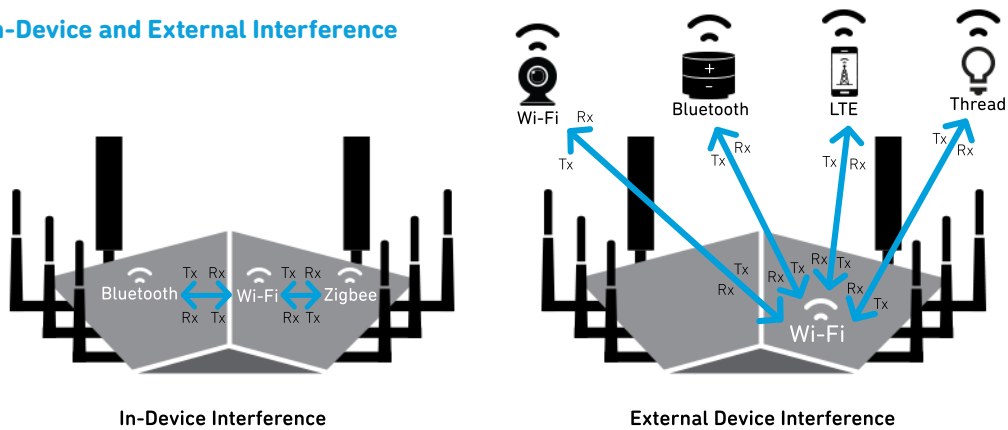 n-Device and External Interference
Wi-Fi
Bluetooth
LTE
Thread
Rx
Tx
Tx
Rx
Tx
Rx
Tx
Rx
Tx Rx
Tx Rx
Bluetooth
Wi-Fi
Zigbee
Rx Tx
Rx Tx
Tx
Rx
Rx
Tx
Rx
Tx
Rx
Tx
Wi-Fi
In-Device Interference
External Device Interference